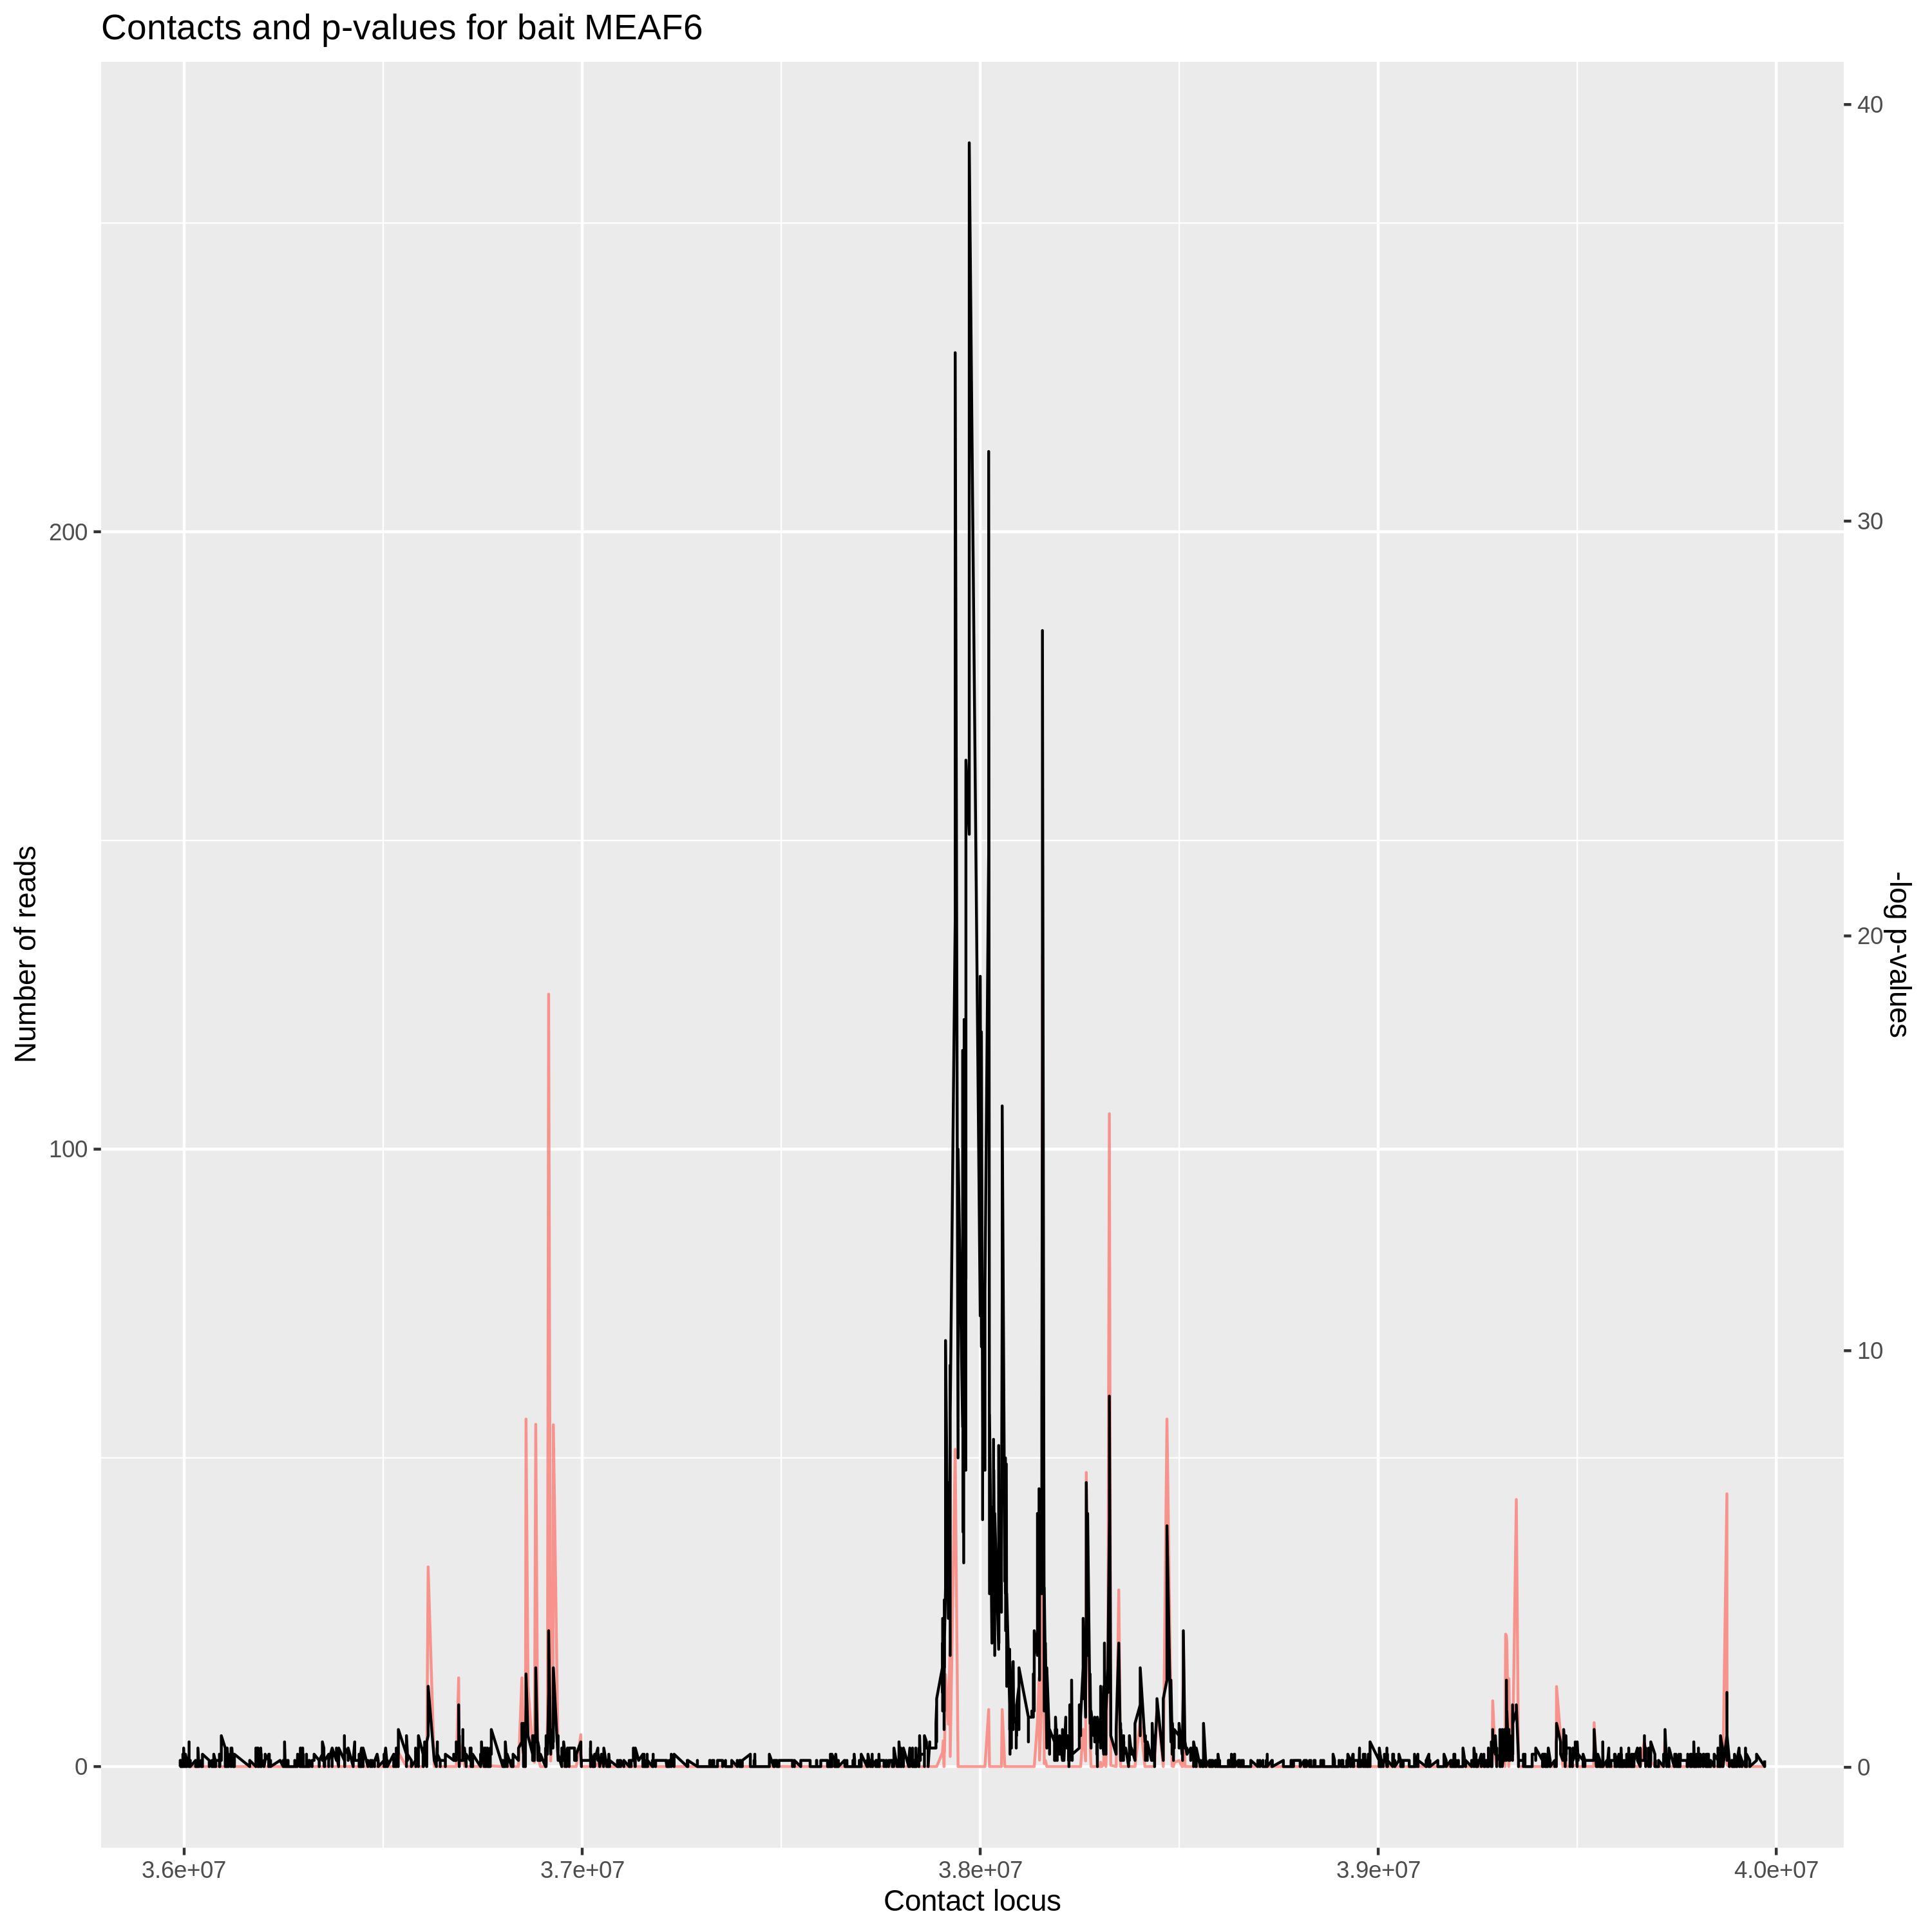 Contacts and p-values for bait MEAF6
40
200
30
Number of reads
-log p-values
20
100
10
0
0
3.6e+07
3.7e+07
3.8e+07
3.9e+07
4.0e+07
Contact locus